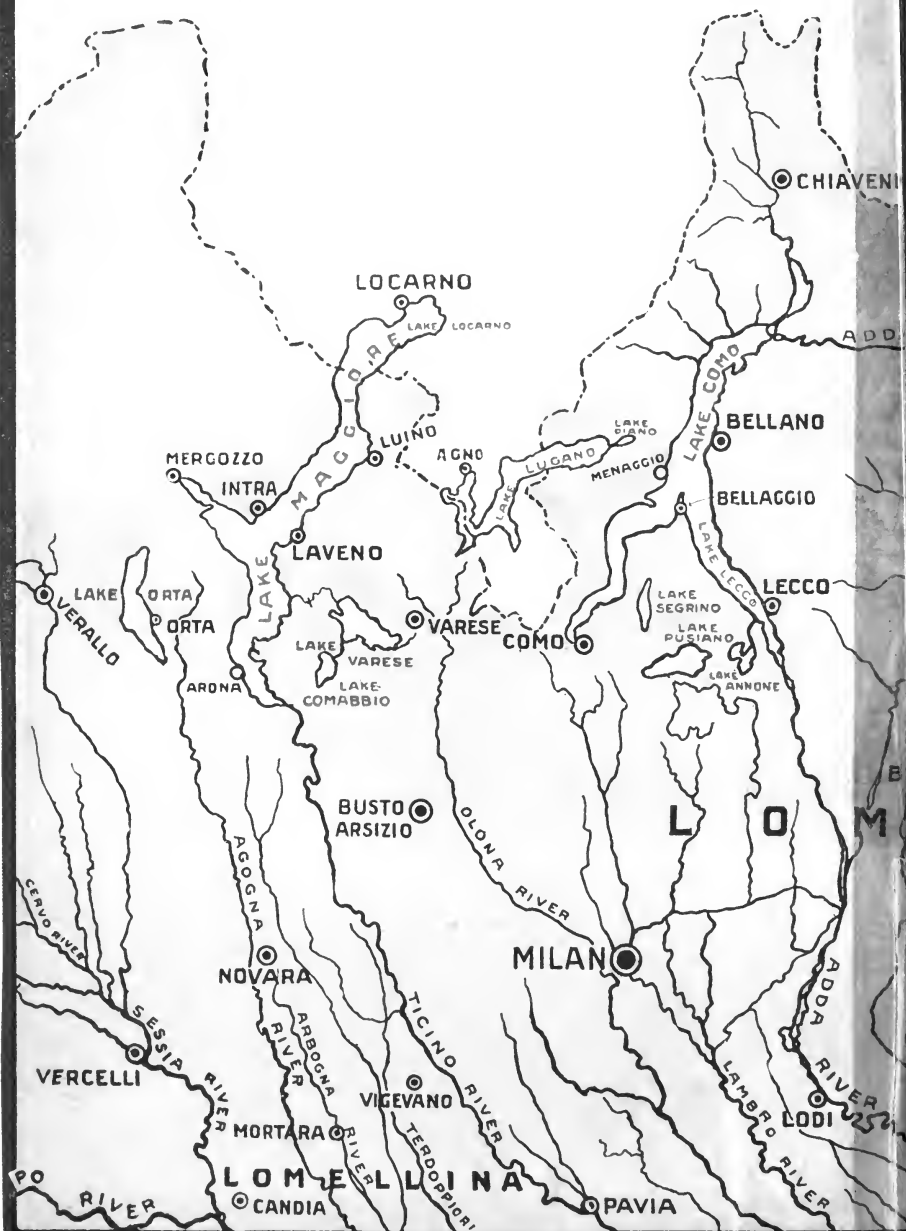 CHIAVENI
LOCARNO
LAKE LOCARNO
ADD
LAKE MAGGIORE
LAKE COMO
BELLANO
LUINO
AGNO
LAKE
PIANO
LAKE LUGANO
MERGOZZO
MENAGGIO
INTRA
BELLAGGIO
LAVENO
LAKE LECCO
LAKE ORTA
LECCO
VERALLO
ORTA
LAKE
SEGRINO
VARESE
LAKE
PUSIANO
COMO
LAKE
VARESE
ARONA
LAKE
COMABBIO
LAKE
ANNONE
B
BUSTO
ARSIZIO
OLONA RIVER
L O M
AGOGNA RIVER
CERVO RIVER
MILAN
NOVARA
ADDA RIVER
TICINO RIVER
SESSIA RIVER
ARBOGNA RIVER
VERCELLI
VIGEVANO
LAMBRO RIVER
LODI
MORTARA
TERDOPPIORI
LOMELLINA
PO RIVER
CANDIA
PAVIA